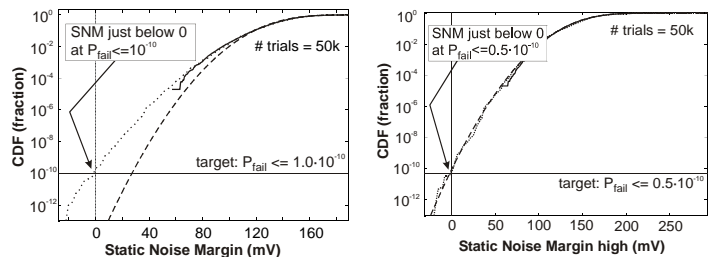 SNM just below 0
at P_fail<=10^-10
# trials = 50k
10^0
10^-2
10^-4
10^-6
10^-8
10^-10
10^-12
CDF (fraction)
target: P_fail <= 1.0·10^-10
0 40 80 120 160
Static Noise Margin (mV)
SNM just below 0
at P_fail<=0.5·10^-10
# trials = 50k
10^0
10^-2
10^-4
10^-6
10^-8
10^-10
10^-12
CDF (fraction)
target: P_fail <= 0.5·10^-10
0 50 100 150 200 250
Static Noise Margin high (mV)